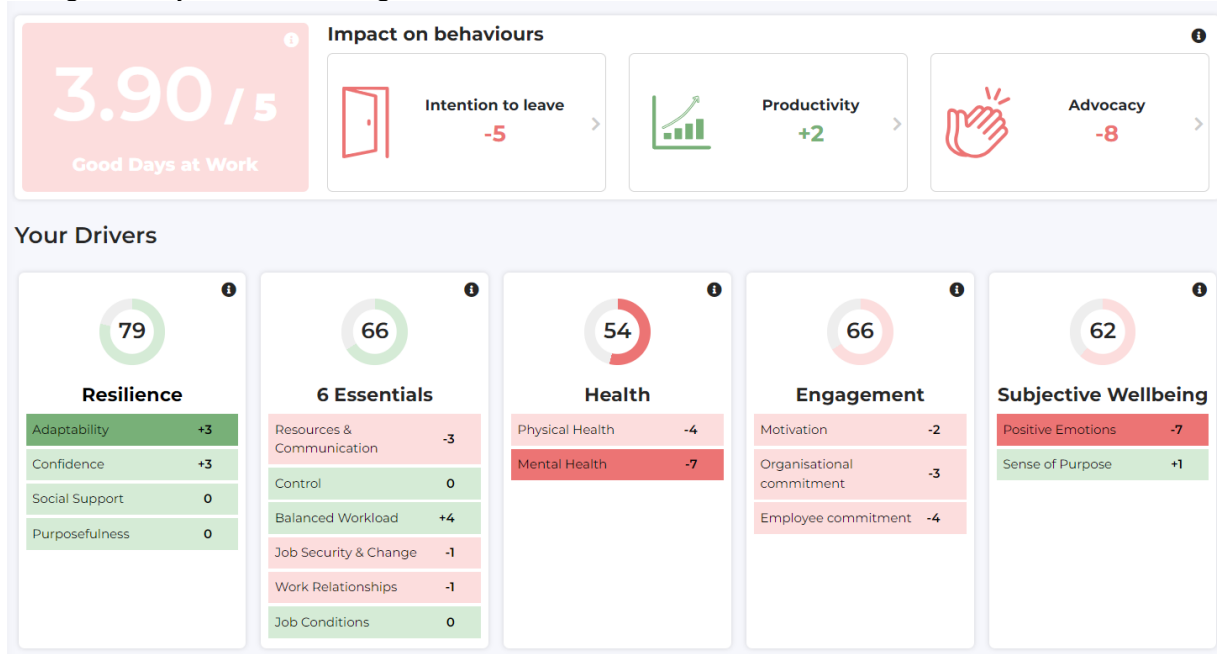 Impact on behaviours
3.90 / 5
Good Days at Work
Intention to leave
-5
Productivity
+2
Advocacy
-8
Your Drivers
79
Resilience
Adaptability +3
Confidence +3
Social Support 0
Purposefulness 0
66
6 Essentials
Resources &
Communication -3
Control 0
Balanced Workload +4
Job Security & Change -1
Work Relationships -1
Job Conditions 0
54
Health
Physical Health -4
Mental Health -7
66
Engagement
Motivation -2
Organisational
commitment -3
Employee commitment -4
62
Subjective Wellbeing
Positive Emotions -7
Sense of Purpose +1